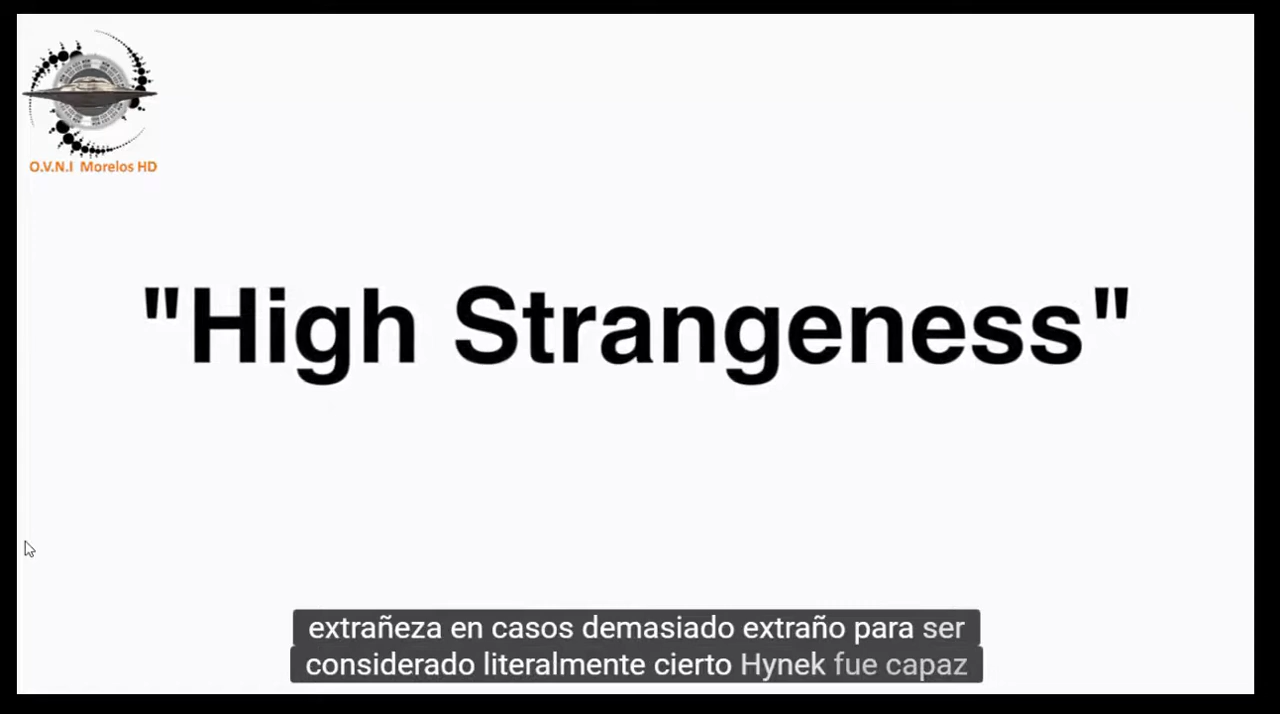 O.V.N.I Morelos HD
"High Strangeness"
extrañeza en casos demasiado extraño para ser
considerado literalmente cierto Hynek fue capaz